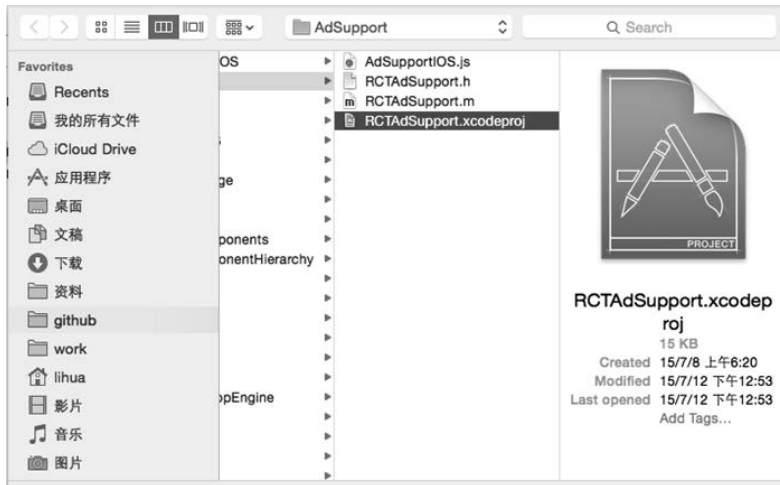 AdSupport
Search
Favorites
Recents
我的所有文件
iCloud Drive
应用程序
桌面
文稿
下载
资料
github
work
lihua
影片
音乐
图片
OS
ge
ponents
onentHierarchy
opEngine
AdSupportIOS.js
RCTAdSupport.h
m RCTAdSupport.m
RCTAdSupport.xcodeproj
PROJECT
RCTAdSupport.xcodep
roj
15 KB
Created 15/7/8 上午6:20
Modified 15/7/12 下午12:53
Last opened 15/7/12 下午12:53
Add Tags...